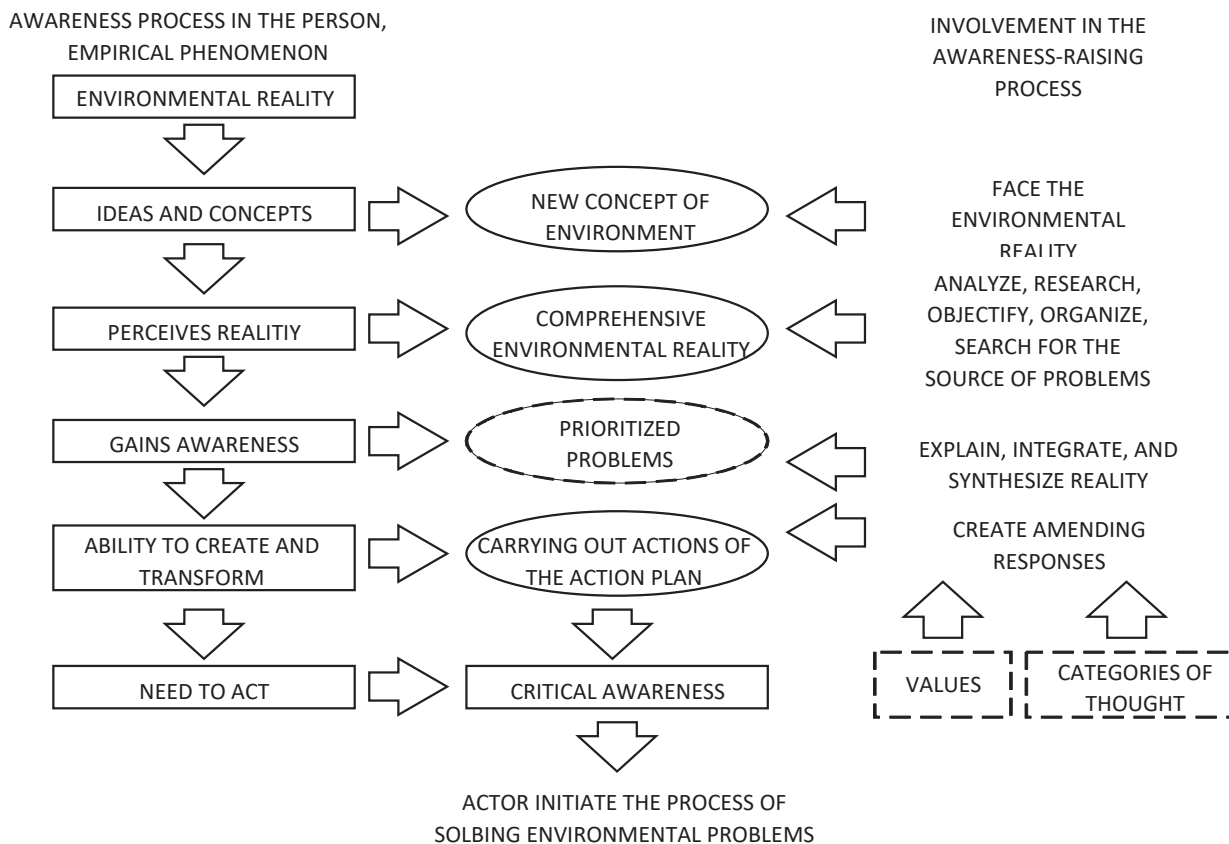 AWARENESS PROCESS IN THE PERSON,
EMPIRICAL PHENOMENON
INVOLVEMENT IN THE
AWARENESS-RAISING
PROCESS
ENVIRONMENTAL REALITY
IDEAS AND CONCEPTS
NEW CONCEPT OF
ENVIRONMENT
FACE THE
ENVIRONMENTAL
REALITY
PERCEIVES REALITIY
COMPREHENSIVE
ENVIRONMENTAL REALITY
ANALYZE, RESEARCH,
OBJECTIFY, ORGANIZE,
SEARCH FOR THE
SOURCE OF PROBLEMS
GAINS AWARENESS
PRIORITIZED
PROBLEMS
EXPLAIN, INTEGRATE, AND
SYNTHESIZE REALITY
ABILITY TO CREATE AND
TRANSFORM
CARRYING OUT ACTIONS OF
THE ACTION PLAN
CREATE AMENDING
RESPONSES
NEED TO ACT
CRITICAL AWARENESS
VALUES
CATEGORIES OF
THOUGHT
ACTOR INITIATE THE PROCESS OF
SOLBING ENVIRONMENTAL PROBLEMS